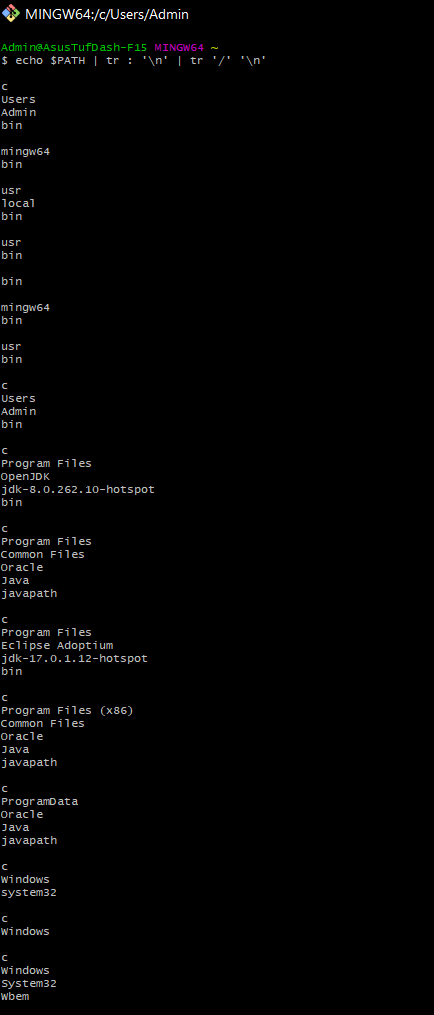 MINGW64:/c/Users/Admin
Admin@AsusTufDash-F15 MINGW64 ~
$ echo $PATH | tr : '\n' | tr '/' '\n'
c
Users
Admin
bin
mingw64
bin
usr
local
bin
usr
bin
bin
mingw64
bin
usr
bin
c
Users
Admin
bin
c
Program Files
OpenJDK
jdk-8.0.262.10-hotspot
bin
c
Program Files
Common Files
Oracle
Java
javapath
c
Program Files
Eclipse Adoptium
jdk-17.0.1.12-hotspot
bin
c
Program Files (x86)
Common Files
Oracle
Java
javapath
c
ProgramData
Oracle
Java
javapath
c
Windows
system32
c
Windows
c
Windows
System32
Wbem